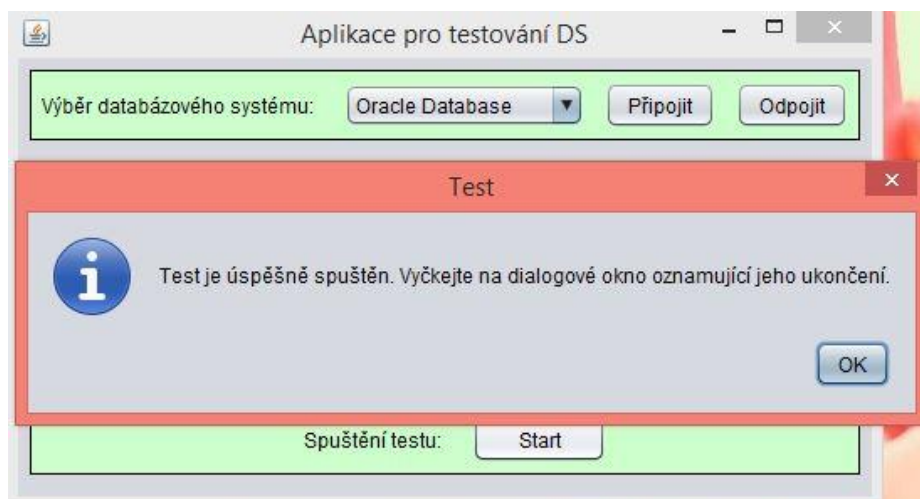 Aplikace pro testování DS
Výběr databázového systému: Oracle Database Připojit Odpojit
Test
Test je úspěšně spuštěn. Vyčkejte na dialogové okno oznamující jeho ukončení.
OK
Spuštění testu: Start